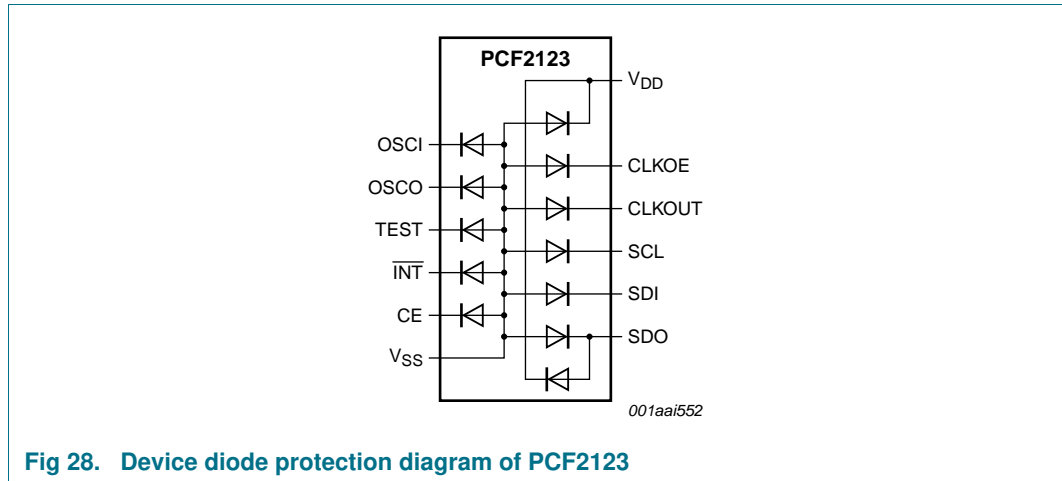 PCF2123
VDD
OSCI
CLKOE
OSCO
CLKOUT
TEST
SCL
INT
SDI
CE
SDO
VSS
001aai552
Fig 28. Device diode protection diagram of PCF2123